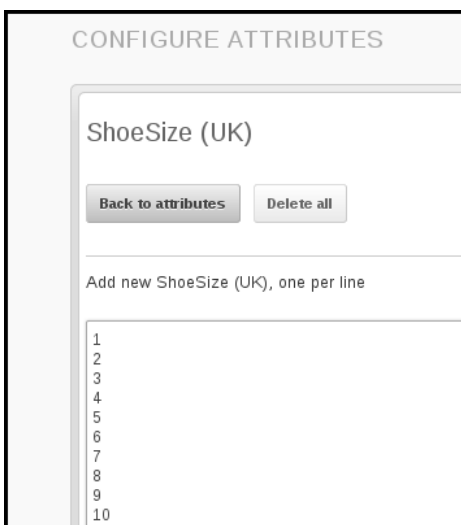 CONFIGURE ATTRIBUTES
ShoeSize (UK)
Back to attributes Delete all
Add new ShoeSize (UK), one per line
1
2
3
4
5
6
7
8
9
10